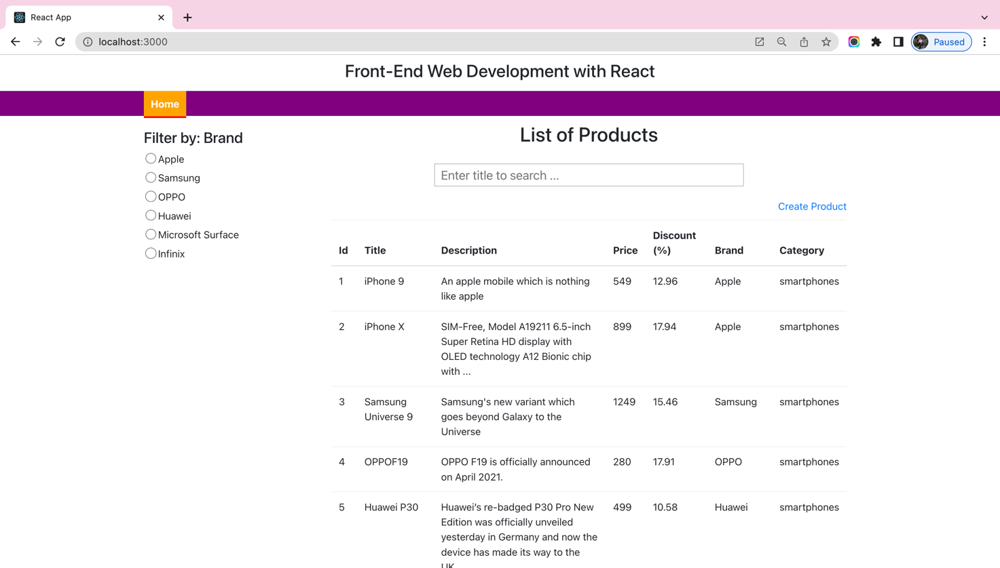 React App
localhost:3000
Paused
Front-End Web Development with React
Home
Filter by: Brand
Apple
Samsung
OPPO
Huawei
Microsoft Surface
Infinix
List of Products
Enter title to search ...
Create Product
Id Title Description Price Discount (%) Brand Category
1 iPhone 9 An apple mobile which is nothing 549 12.96 Apple smartphones
like apple
2 iPhone X SIM-Free, Model A19211 6.5-inch 899 17.94 Apple smartphones
Super Retina HD display with
OLED technology A12 Bionic chip
with ...
3 Samsung Samsung's new variant which 1249 15.46 Samsung smartphones
Universe 9 goes beyond Galaxy to the
Universe
4 OPPOF19 OPPO F19 is officially announced 280 17.91 OPPO smartphones
on April 2021.
5 Huawei P30 Huawei’s re-badged P30 Pro New 499 10.58 Huawei smartphones
Edition was officially unveiled
yesterday in Germany and now the
device has made its way to the
UK